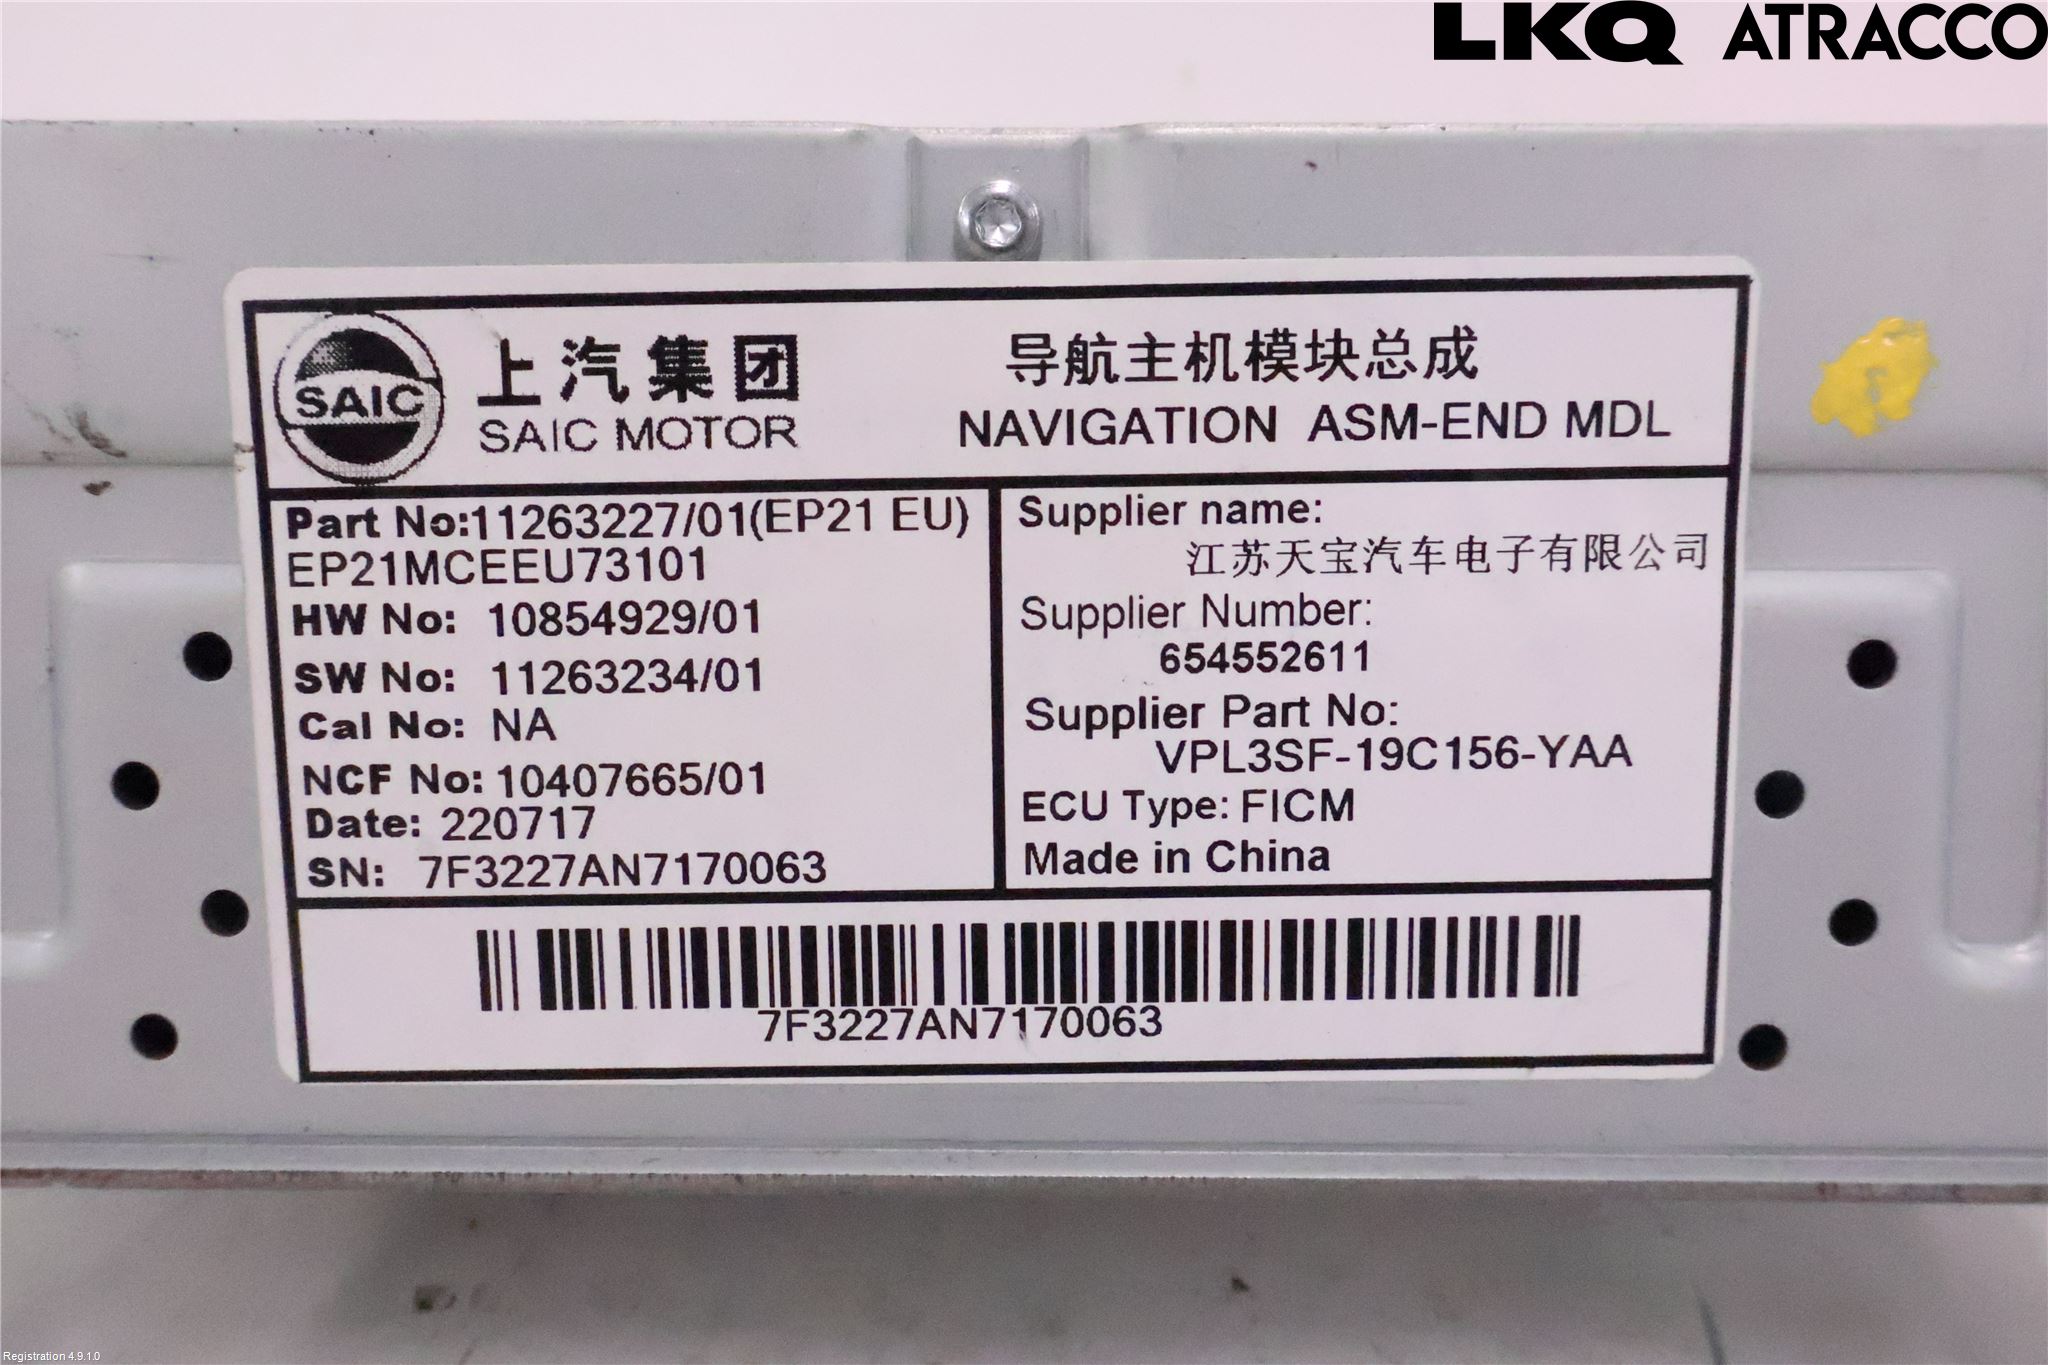 LKQ ATRACCO
SAIC
上汽集团
SAIC MOTOR
导航主机模块总成
NAVIGATION ASM-END MDL
Part No:11263227/01(EP21 EU)
EP21MCEEEU73101
HW No: 10854929/01
SW No: 11263234/01
Cal No: NA
NCF No: 10407665/01
Date: 220717
SN: 7F3227AN7170063
Supplier name:
江苏天宝汽车电子有限公司
Supplier Number:
654552611
Supplier Part No:
VPL3SF-19C156-YAA
ECU Type: FICM
Made in China
7F3227AN7170063
Registration 4.9.1.0